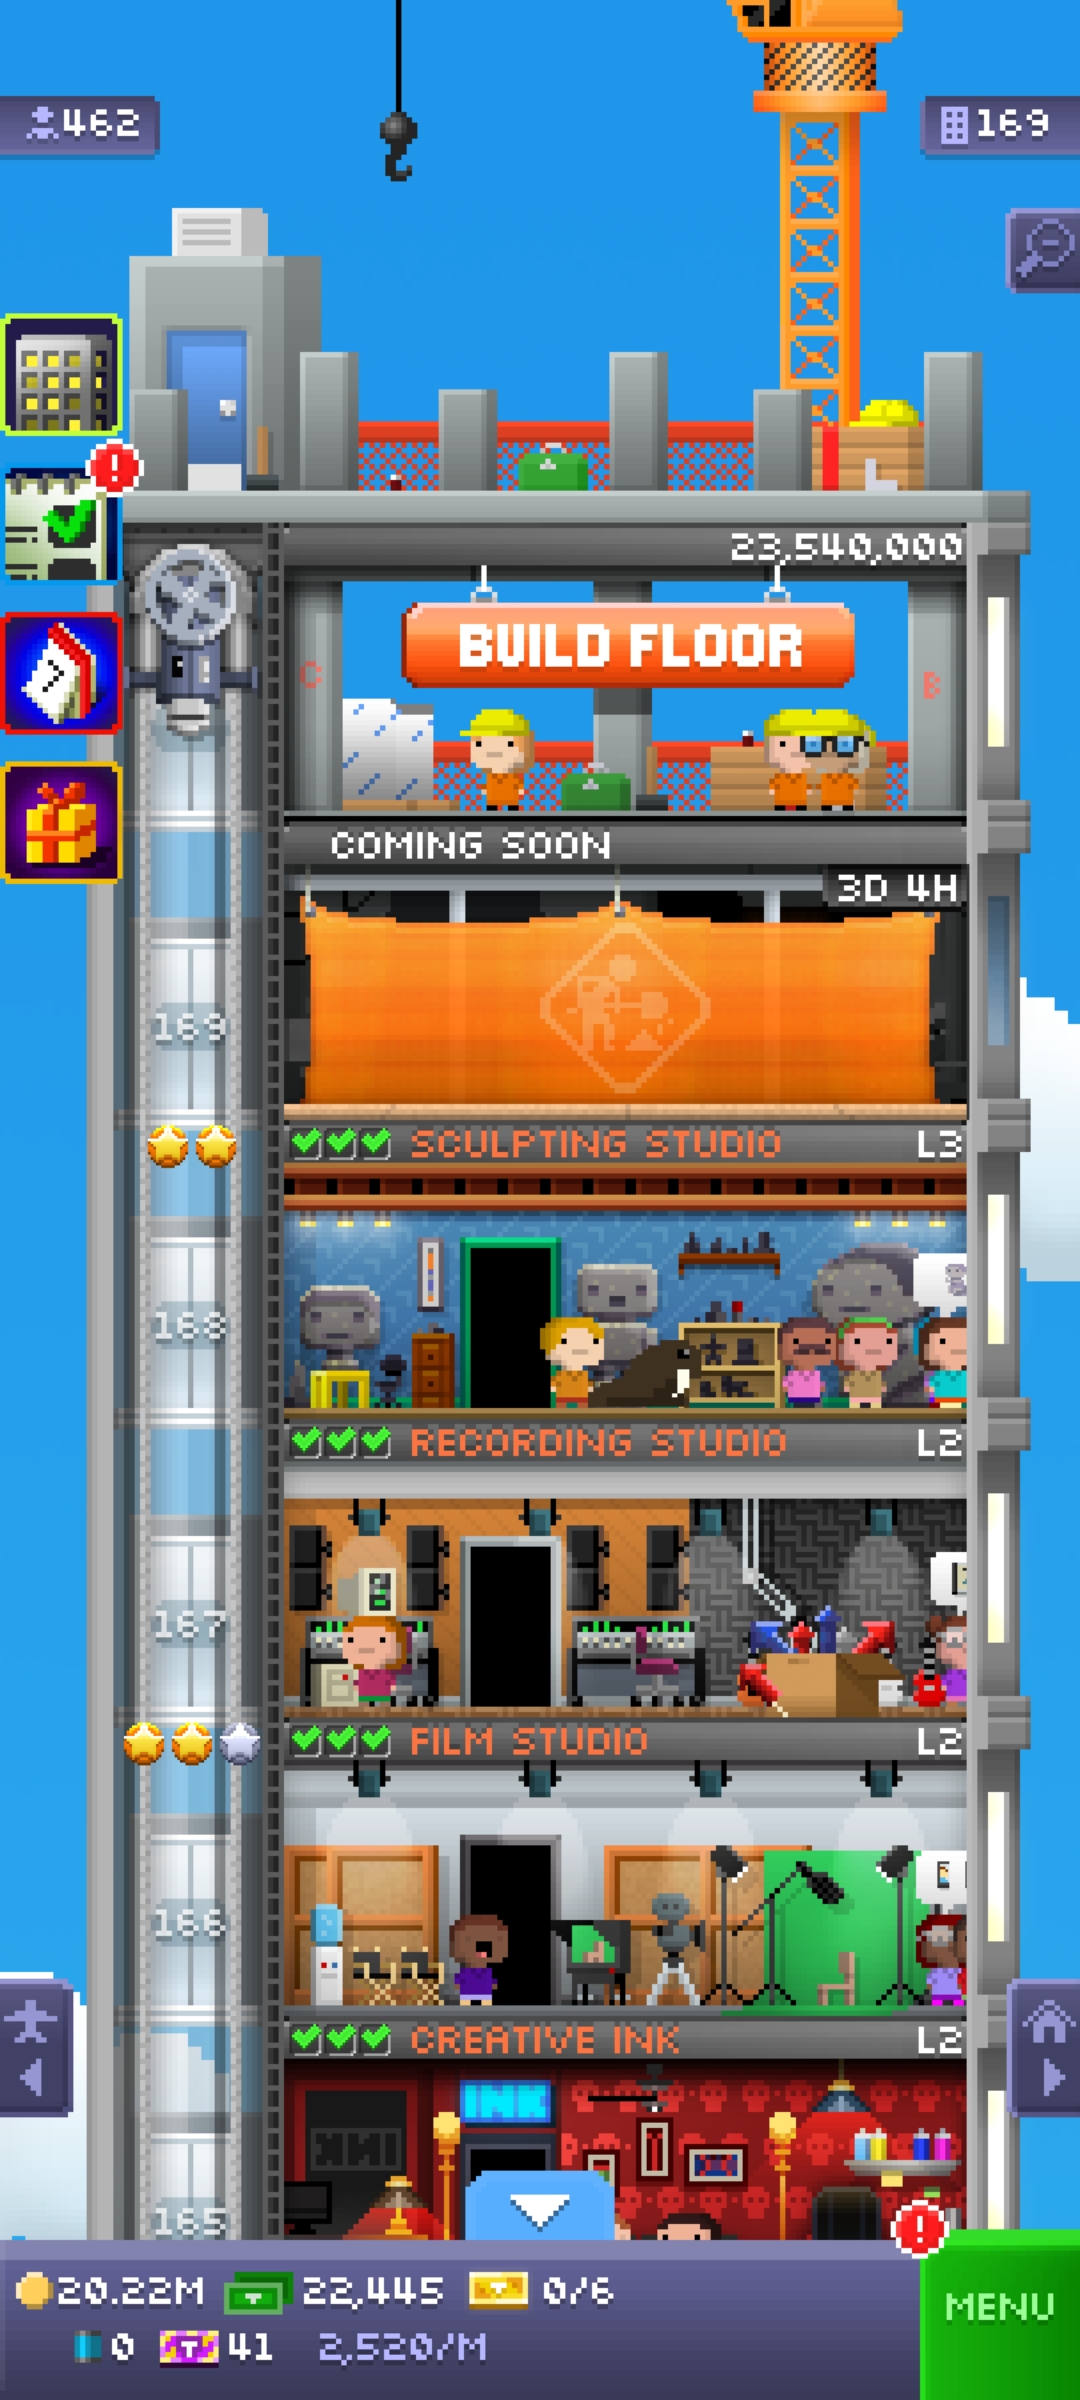 462
169
23,540,000
BUILD FLOOR
C
B
COMING SOON
3D 4H
169
SCULPTING STUDIO L3
168
RECORDING STUDIO L2
167
FILM STUDIO L2
166
CREATIVE INK L2
INK
INK
165
20.22M 22,445 0/6
MENU
0 41 2,520/M